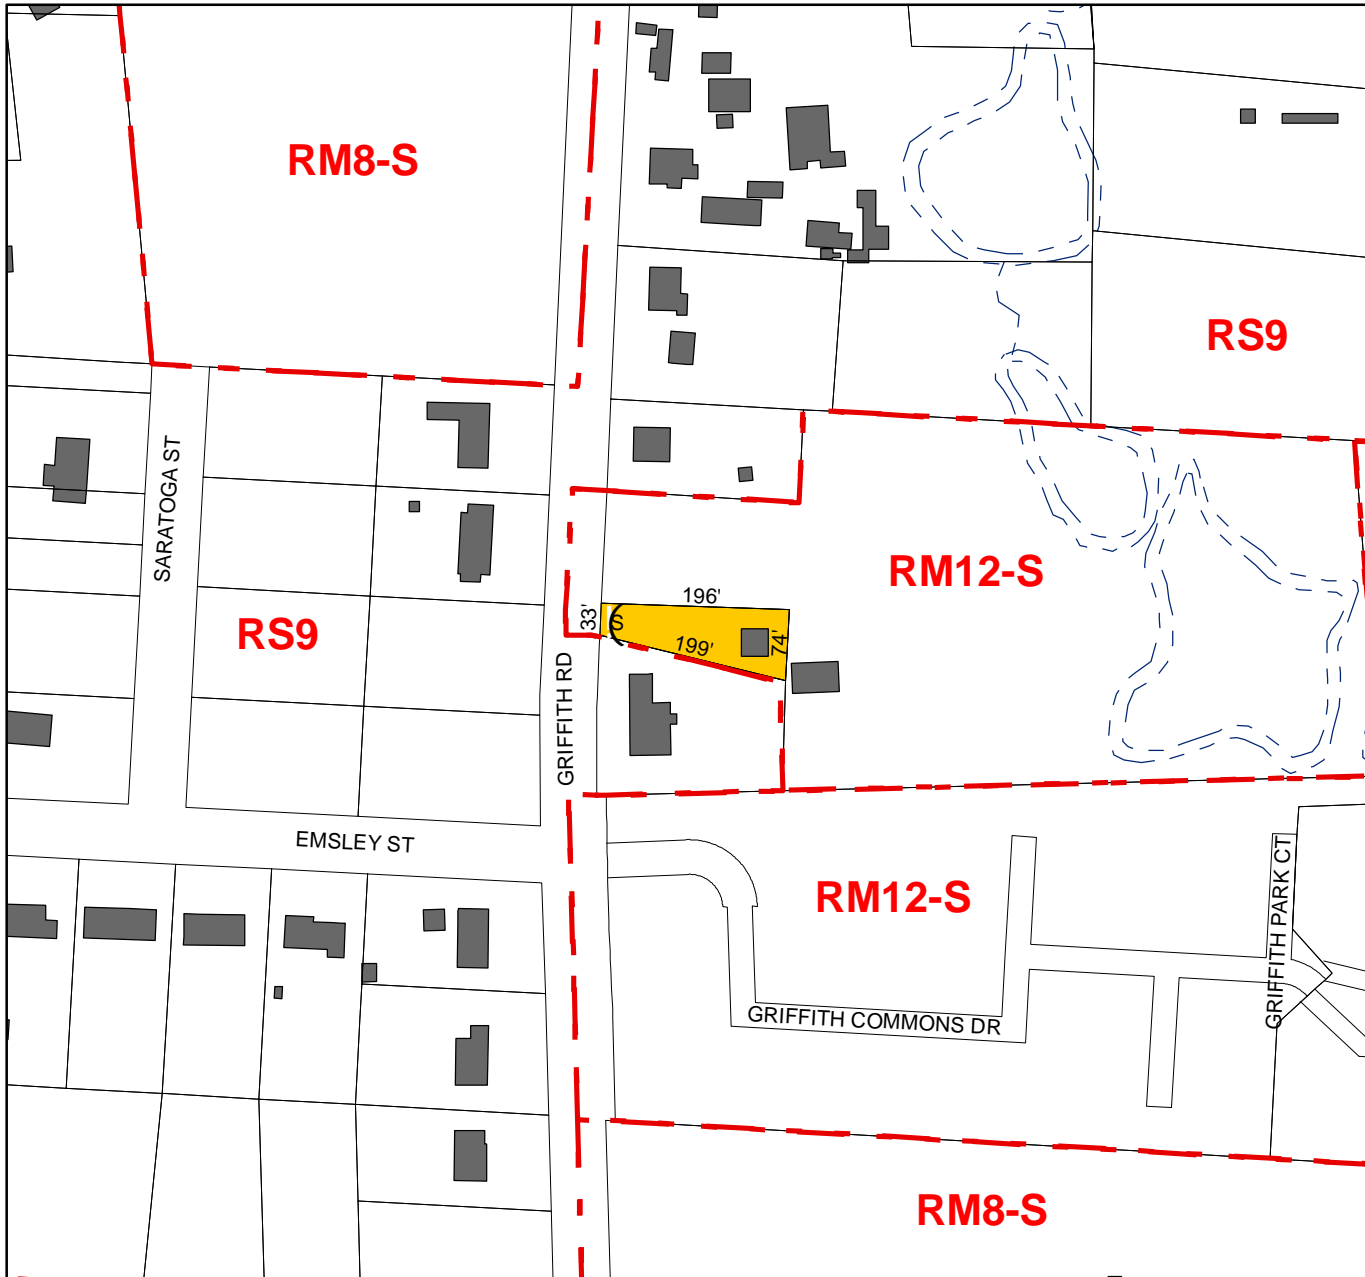 RM8-S
RS9
SARATOGA ST
RM12-S
196'
33'
S
199'
74'
RS9
GRIFFITH RD
EMSLEY ST
RM12-S
GRIFFITH PARK CT
GRIFFITH COMMONS DR
RM8-S